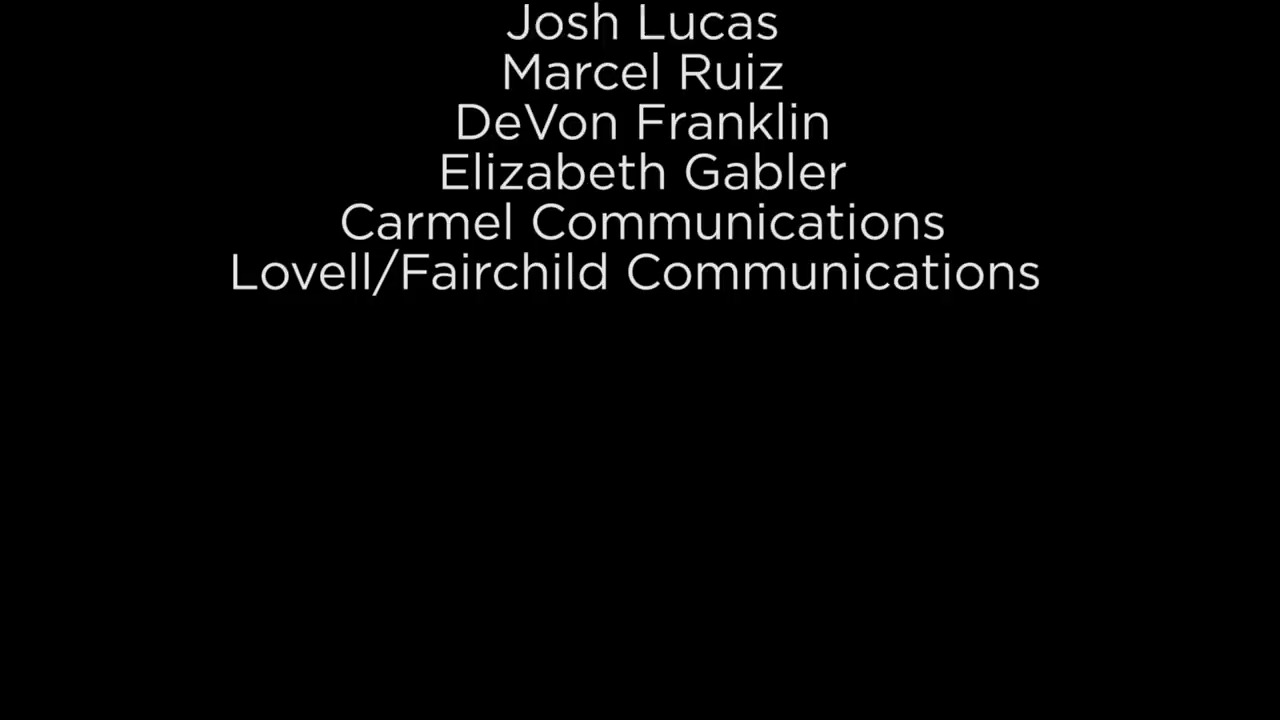 Josh Lucas
Marcel Ruiz
DeVon Franklin
Elizabeth Gabler
Carmel Communications
Lovell/Fairchild Communications